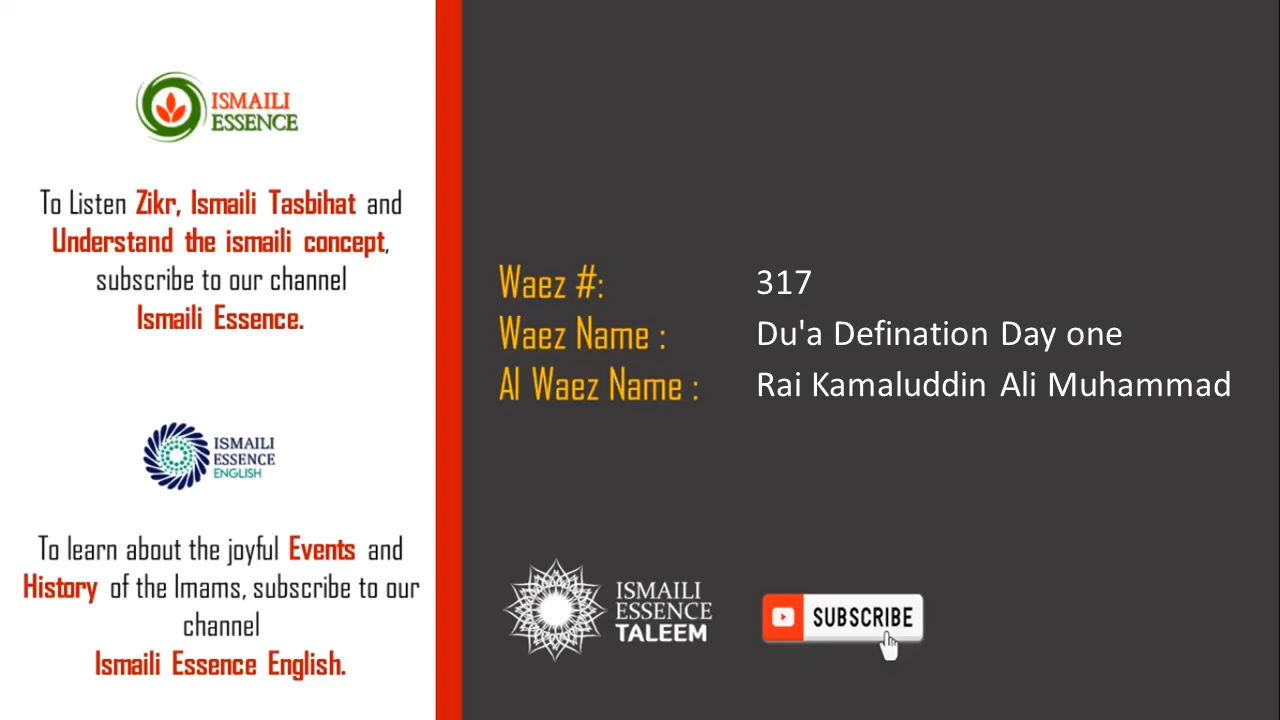 ISMAILI
ESSENCE
To Listen Zikr, Ismaili Tasbihat and
Understand the ismaili concept,
subscribe to our channel
Ismaili Essence.
ISMAILI
ESSENCE
ENGLISH
To learn about the joyful Events and
History of the Imams, subscribe to our
channel
Ismaili Essence English.
Waez #: 317
Waez Name : Du'a Defination Day one
Al Waez Name : Rai Kamaluddin Ali Muhammad
ISMAILI
ESSENCE
TALEEM
SUBSCRIBE